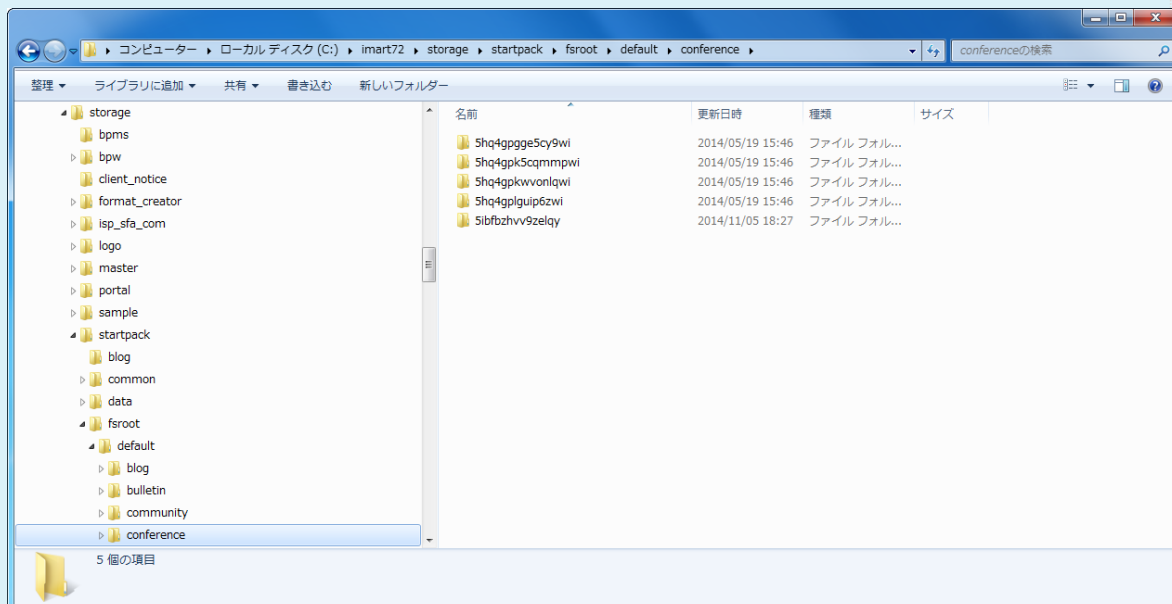 コンピューター ▸ ローカル ディスク (C:) ▸ imart72 ▸ storage ▸ startpack ▸ fsroot ▸ default ▸ conference ▸
conferenceの検索
整理 ライブラリに追加 共有 書き込む 新しいフォルダー
storage
bpms
bpw
client_notice
format_creator
isp_sfa_com
logo
master
portal
sample
startpack
blog
common
data
fsroot
default
blog
bulletin
community
conference
名前 更新日時 種類 サイズ
5hq4gpgge5cy9wi 2014/05/19 15:46 ファイル フォル...
5hq4gpk5cqmmpwi 2014/05/19 15:46 ファイル フォル...
5hq4gpkwvonlqwi 2014/05/19 15:46 ファイル フォル...
5hq4gplguip6zwi 2014/05/19 15:46 ファイル フォル...
5ibfbzhvv9zelqy 2014/11/05 18:27 ファイル フォル...
5 個の項目